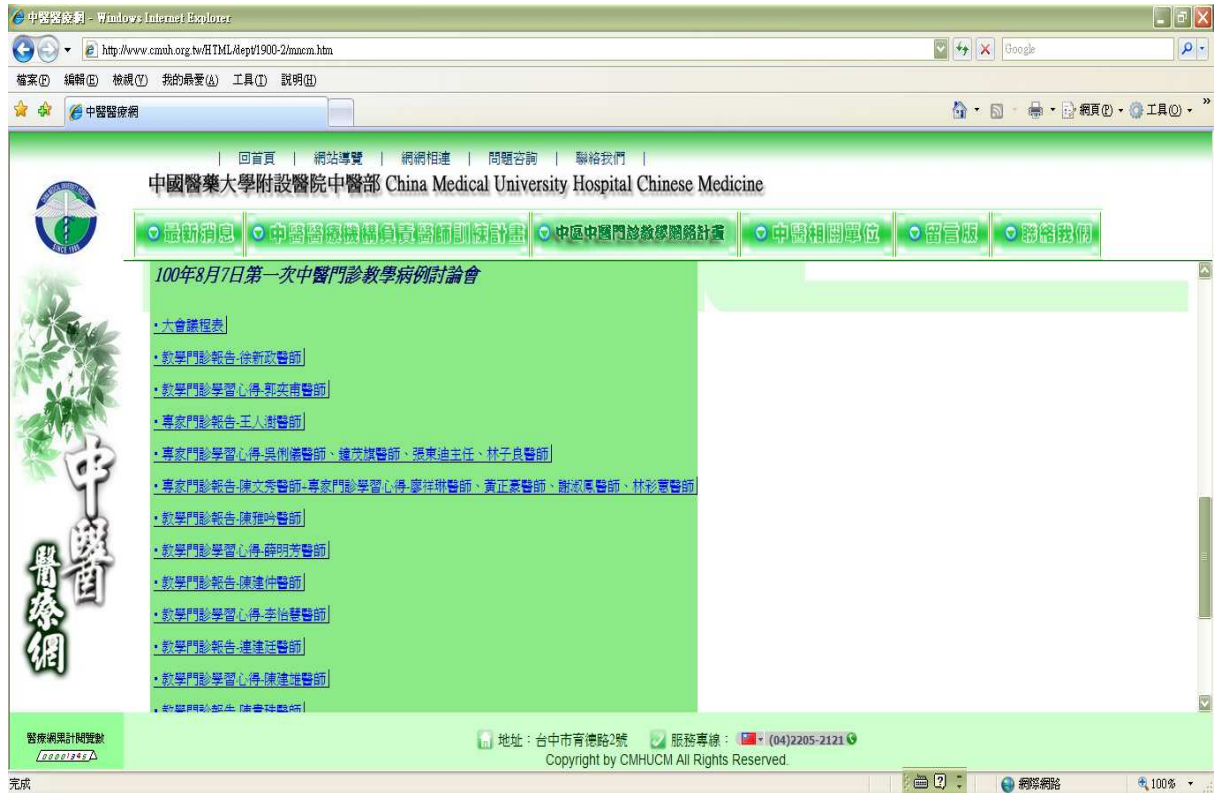 中醫醫療網 - Windows Internet Explorer
http://www.cmuh.org.tw/HTML/dept/1900-2/mncm.htm
Google
檔案(F) 編輯(E) 檢視(V) 我的最愛(A) 工具(T) 說明(H)
中醫醫療網
網頁(P) 工具(O)
| 回首頁 | 網站導覽 | 網網相連 | 問題咨詢 | 聯絡我們 |
中國醫藥大學附設醫院中醫部 China Medical University Hospital Chinese Medicine
最新消息 中醫醫療機構負責醫師訓練計畫 中區中醫門診教學網絡計畫 中醫相關單位 留言版 聯絡我們
100年8月7日第一次中醫門診教學病例討論會
• 大會議程表
• 教學門診報告-徐新政醫師
• 教學門診學習心得-郭奕甫醫師
• 專家門診報告-王人澍醫師
• 專家門診學習心得-吳俐儀醫師、鐘茂旗醫師、張東迪主任、林子良醫師
• 專家門診報告-陳文秀醫師+專家門診學習心得-廖祥琳醫師、黃正豪醫師、謝淑鳳醫師、林彩蕙醫師
• 教學門診報告-陳雅吟醫師
• 教學門診學習心得-薛明芳醫師
• 教學門診報告-陳建仲醫師
• 教學門診學習心得-李怡慧醫師
• 教學門診報告-連建廷醫師
• 教學門診學習心得-陳建雄醫師
中醫
醫療網
醫療網累計閱覽數
地址：台中市育德路2號 服務專線： (04)2205-2121
Copyright by CMHUCM All Rights Reserved.
完成
網際網路
100%